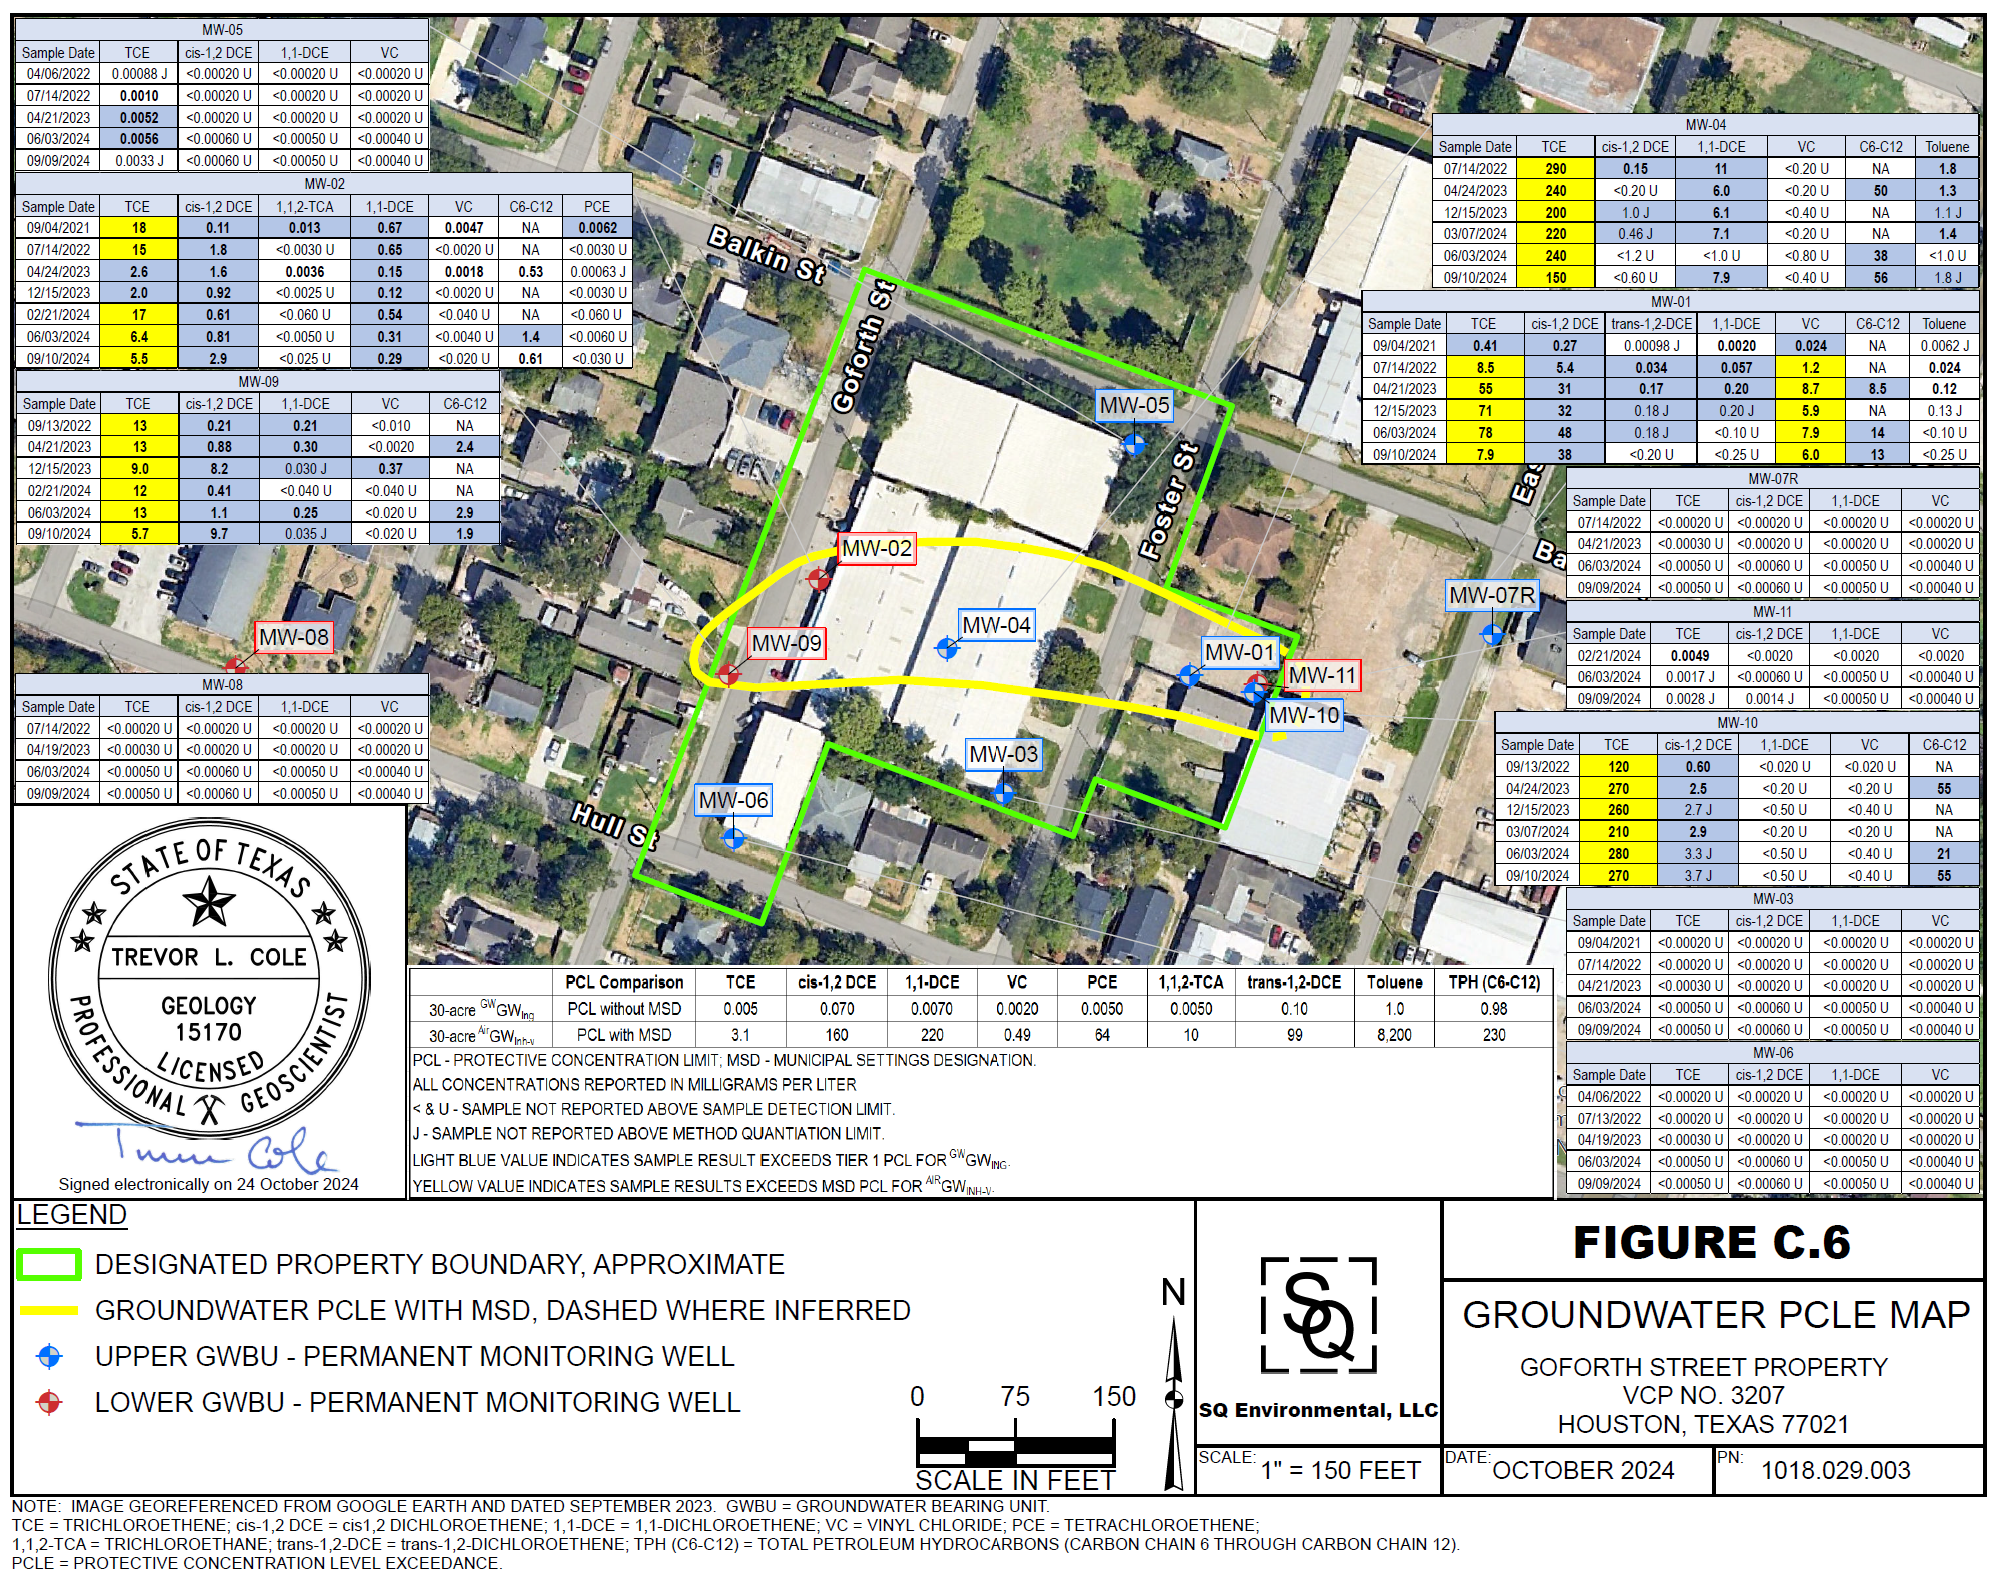 MW-05
Sample Date TCE cis-1,2 DCE 1,1-DCE VC
04/06/2022 0.00088 J <0.00020 U <0.00020 U <0.00020 U
07/14/2022 0.0010 <0.00020 U <0.00020 U <0.00020 U
04/21/2023 0.0052 <0.00020 U <0.00020 U <0.00020 U
06/03/2024 0.0056 <0.00060 U <0.00050 U <0.00040 U
09/09/2024 0.0033 J <0.00060 U <0.00050 U <0.00040 U
MW-02
Sample Date TCE cis-1,2 DCE 1,1,2-TCA 1,1-DCE VC C6-C12 PCE
09/04/2021 18 0.11 0.013 0.67 0.0047 NA 0.0062
07/14/2022 15 1.8 <0.0030 U 0.65 <0.0020 U NA <0.0030 U
04/24/2023 2.6 1.6 0.0036 0.15 0.0018 0.53 0.00063 J
12/15/2023 2.0 0.92 <0.0025 U 0.12 <0.0020 U NA <0.0030 U
02/21/2024 17 0.61 <0.060 U 0.54 <0.040 U NA <0.060 U
06/03/2024 6.4 0.81 <0.0050 U 0.31 <0.0040 U 1.4 <0.0060 U
09/10/2024 5.5 2.9 <0.025 U 0.29 <0.020 U 0.61 <0.030 U
MW-09
Sample Date TCE cis-1,2 DCE 1,1-DCE VC C6-C12
09/13/2022 13 0.21 0.21 <0.010 NA
04/21/2023 13 0.88 0.30 <0.0020 2.4
12/15/2023 9.0 8.2 0.030 J 0.37 NA
02/21/2024 12 0.41 <0.040 U <0.040 U NA
06/03/2024 13 1.1 0.25 <0.020 U 2.9
09/10/2024 5.7 9.7 0.035 J <0.020 U 1.9
MW-08
Sample Date TCE cis-1,2 DCE 1,1-DCE VC
07/14/2022 <0.00020 U <0.00020 U <0.00020 U <0.00020 U
04/19/2023 <0.00030 U <0.00020 U <0.00020 U <0.00020 U
06/03/2024 <0.00050 U <0.00060 U <0.00050 U <0.00040 U
09/09/2024 <0.00050 U <0.00060 U <0.00050 U <0.00040 U
MW-04
Sample Date TCE cis-1,2 DCE 1,1-DCE VC C6-C12 Toluene
07/14/2022 290 0.15 11 <0.20 U NA 1.8
04/24/2023 240 <0.20 U 6.0 <0.20 U 50 1.3
12/15/2023 200 1.0 J 6.1 <0.40 U NA 1.1 J
03/07/2024 220 0.46 J 7.1 <0.20 U NA 1.4
06/03/2024 240 <1.2 U <1.0 U <0.80 U 38 <1.0 U
09/10/2024 150 <0.60 U 7.9 <0.40 U 56 1.8 J
MW-01
Sample Date TCE cis-1,2 DCE trans-1,2-DCE 1,1-DCE VC C6-C12 Toluene
09/04/2021 0.41 0.27 0.00098 J 0.0020 0.024 NA 0.0062 J
07/14/2022 8.5 5.4 0.034 0.057 1.2 NA 0.024
04/21/2023 55 31 0.17 0.20 8.7 8.5 0.12
12/15/2023 71 32 0.18 J 0.20 J 5.9 NA 0.13 J
06/03/2024 78 48 0.18 J <0.10 U 7.9 14 <0.10 U
09/10/2024 7.9 38 <0.20 U <0.25 U 6.0 13 <0.25 U
MW-07R
Sample Date TCE cis-1,2 DCE 1,1-DCE VC
07/14/2022 <0.00020 U <0.00020 U <0.00020 U <0.00020 U
04/21/2023 <0.00030 U <0.00020 U <0.00020 U <0.00020 U
06/03/2024 <0.00050 U <0.00060 U <0.00050 U <0.00040 U
09/09/2024 <0.00050 U <0.00060 U <0.00050 U <0.00040 U
MW-11
Sample Date TCE cis-1,2 DCE 1,1-DCE VC
02/21/2024 0.0049 <0.0020 <0.0020 <0.0020
06/03/2024 0.0017 J <0.00060 U <0.00050 U <0.00040 U
09/09/2024 0.0028 J 0.0014 J <0.00050 U <0.00040 U
MW-10
Sample Date TCE cis-1,2 DCE 1,1-DCE VC C6-C12
09/13/2022 120 0.60 <0.020 U <0.020 U NA
04/24/2023 270 2.5 <0.20 U <0.20 U 55
12/15/2023 260 2.7 J <0.50 U <0.40 U NA
03/07/2024 210 2.9 <0.20 U <0.20 U NA
06/03/2024 280 3.3 J <0.50 U <0.40 U 21
09/10/2024 270 3.7 J <0.50 U <0.40 U 55
MW-03
Sample Date TCE cis-1,2 DCE 1,1-DCE VC
09/04/2021 <0.00020 U <0.00020 U <0.00020 U <0.00020 U
07/14/2022 <0.00020 U <0.00020 U <0.00020 U <0.00020 U
04/21/2023 <0.00030 U <0.00020 U <0.00020 U <0.00020 U
06/03/2024 <0.00050 U <0.00060 U <0.00050 U <0.00040 U
09/09/2024 <0.00050 U <0.00060 U <0.00050 U <0.00040 U
MW-06
Sample Date TCE cis-1,2 DCE 1,1-DCE VC
04/06/2022 <0.00020 U <0.00020 U <0.00020 U <0.00020 U
07/13/2022 <0.00020 U <0.00020 U <0.00020 U <0.00020 U
04/19/2023 <0.00030 U <0.00020 U <0.00020 U <0.00020 U
06/03/2024 <0.00050 U <0.00060 U <0.00050 U <0.00040 U
09/09/2024 <0.00050 U <0.00060 U <0.00050 U <0.00040 U
Balkin St
Goforth St
Foster St
Eas
Ba
Hull St
MW-05
MW-02
MW-07R
MW-04
MW-08
MW-09
MW-01
MW-11
MW-10
MW-03
MW-06
STATE OF TEXAS
TREVOR L. COLE
GEOLOGY
15170
LICENSED
PROFESSIONAL GEOSCIENTIST
Trevor Cole
Signed electronically on 24 October 2024
PCL Comparison TCE cis-1,2 DCE 1,1-DCE VC PCE 1,1,2-TCA trans-1,2-DCE Toluene TPH (C6-C12)
30-acre GWGWIng PCL without MSD 0.005 0.070 0.0070 0.0020 0.0050 0.0050 0.10 1.0 0.98
30-acre AirGWInh-v PCL with MSD 3.1 160 220 0.49 64 10 99 8,200 230
PCL - PROTECTIVE CONCENTRATION LIMIT; MSD - MUNICIPAL SETTINGS DESIGNATION.
ALL CONCENTRATIONS REPORTED IN MILLIGRAMS PER LITER
< & U - SAMPLE NOT REPORTED ABOVE SAMPLE DETECTION LIMIT.
J - SAMPLE NOT REPORTED ABOVE METHOD QUANTIATION LIMIT.
LIGHT BLUE VALUE INDICATES SAMPLE RESULT EXCEEDS TIER 1 PCL FOR GWGWING.
YELLOW VALUE INDICATES SAMPLE RESULTS EXCEEDS MSD PCL FOR AIRGWINH-V.
LEGEND
DESIGNATED PROPERTY BOUNDARY, APPROXIMATE
GROUNDWATER PCLE WITH MSD, DASHED WHERE INFERRED
UPPER GWBU - PERMANENT MONITORING WELL
LOWER GWBU - PERMANENT MONITORING WELL
0 75 150
SCALE IN FEET
N
SQ
SQ Environmental, LLC
SCALE: 1" = 150 FEET
FIGURE C.6
GROUNDWATER PCLE MAP
GOFORTH STREET PROPERTY
VCP NO. 3207
HOUSTON, TEXAS 77021
DATE: OCTOBER 2024
PN: 1018.029.003
NOTE: IMAGE GEOREFERENCED FROM GOOGLE EARTH AND DATED SEPTEMBER 2023. GWBU = GROUNDWATER BEARING UNIT.
TCE = TRICHLOROETHENE; cis-1,2 DCE = cis1,2 DICHLOROETHENE; 1,1-DCE = 1,1-DICHLOROETHENE; VC = VINYL CHLORIDE; PCE = TETRACHLOROETHENE;
1,1,2-TCA = TRICHLOROETHANE; trans-1,2-DCE = trans-1,2-DICHLOROETHENE; TPH (C6-C12) = TOTAL PETROLEUM HYDROCARBONS (CARBON CHAIN 6 THROUGH CARBON CHAIN 12).
PCLE = PROTECTIVE CONCENTRATION LEVEL EXCEEDANCE.